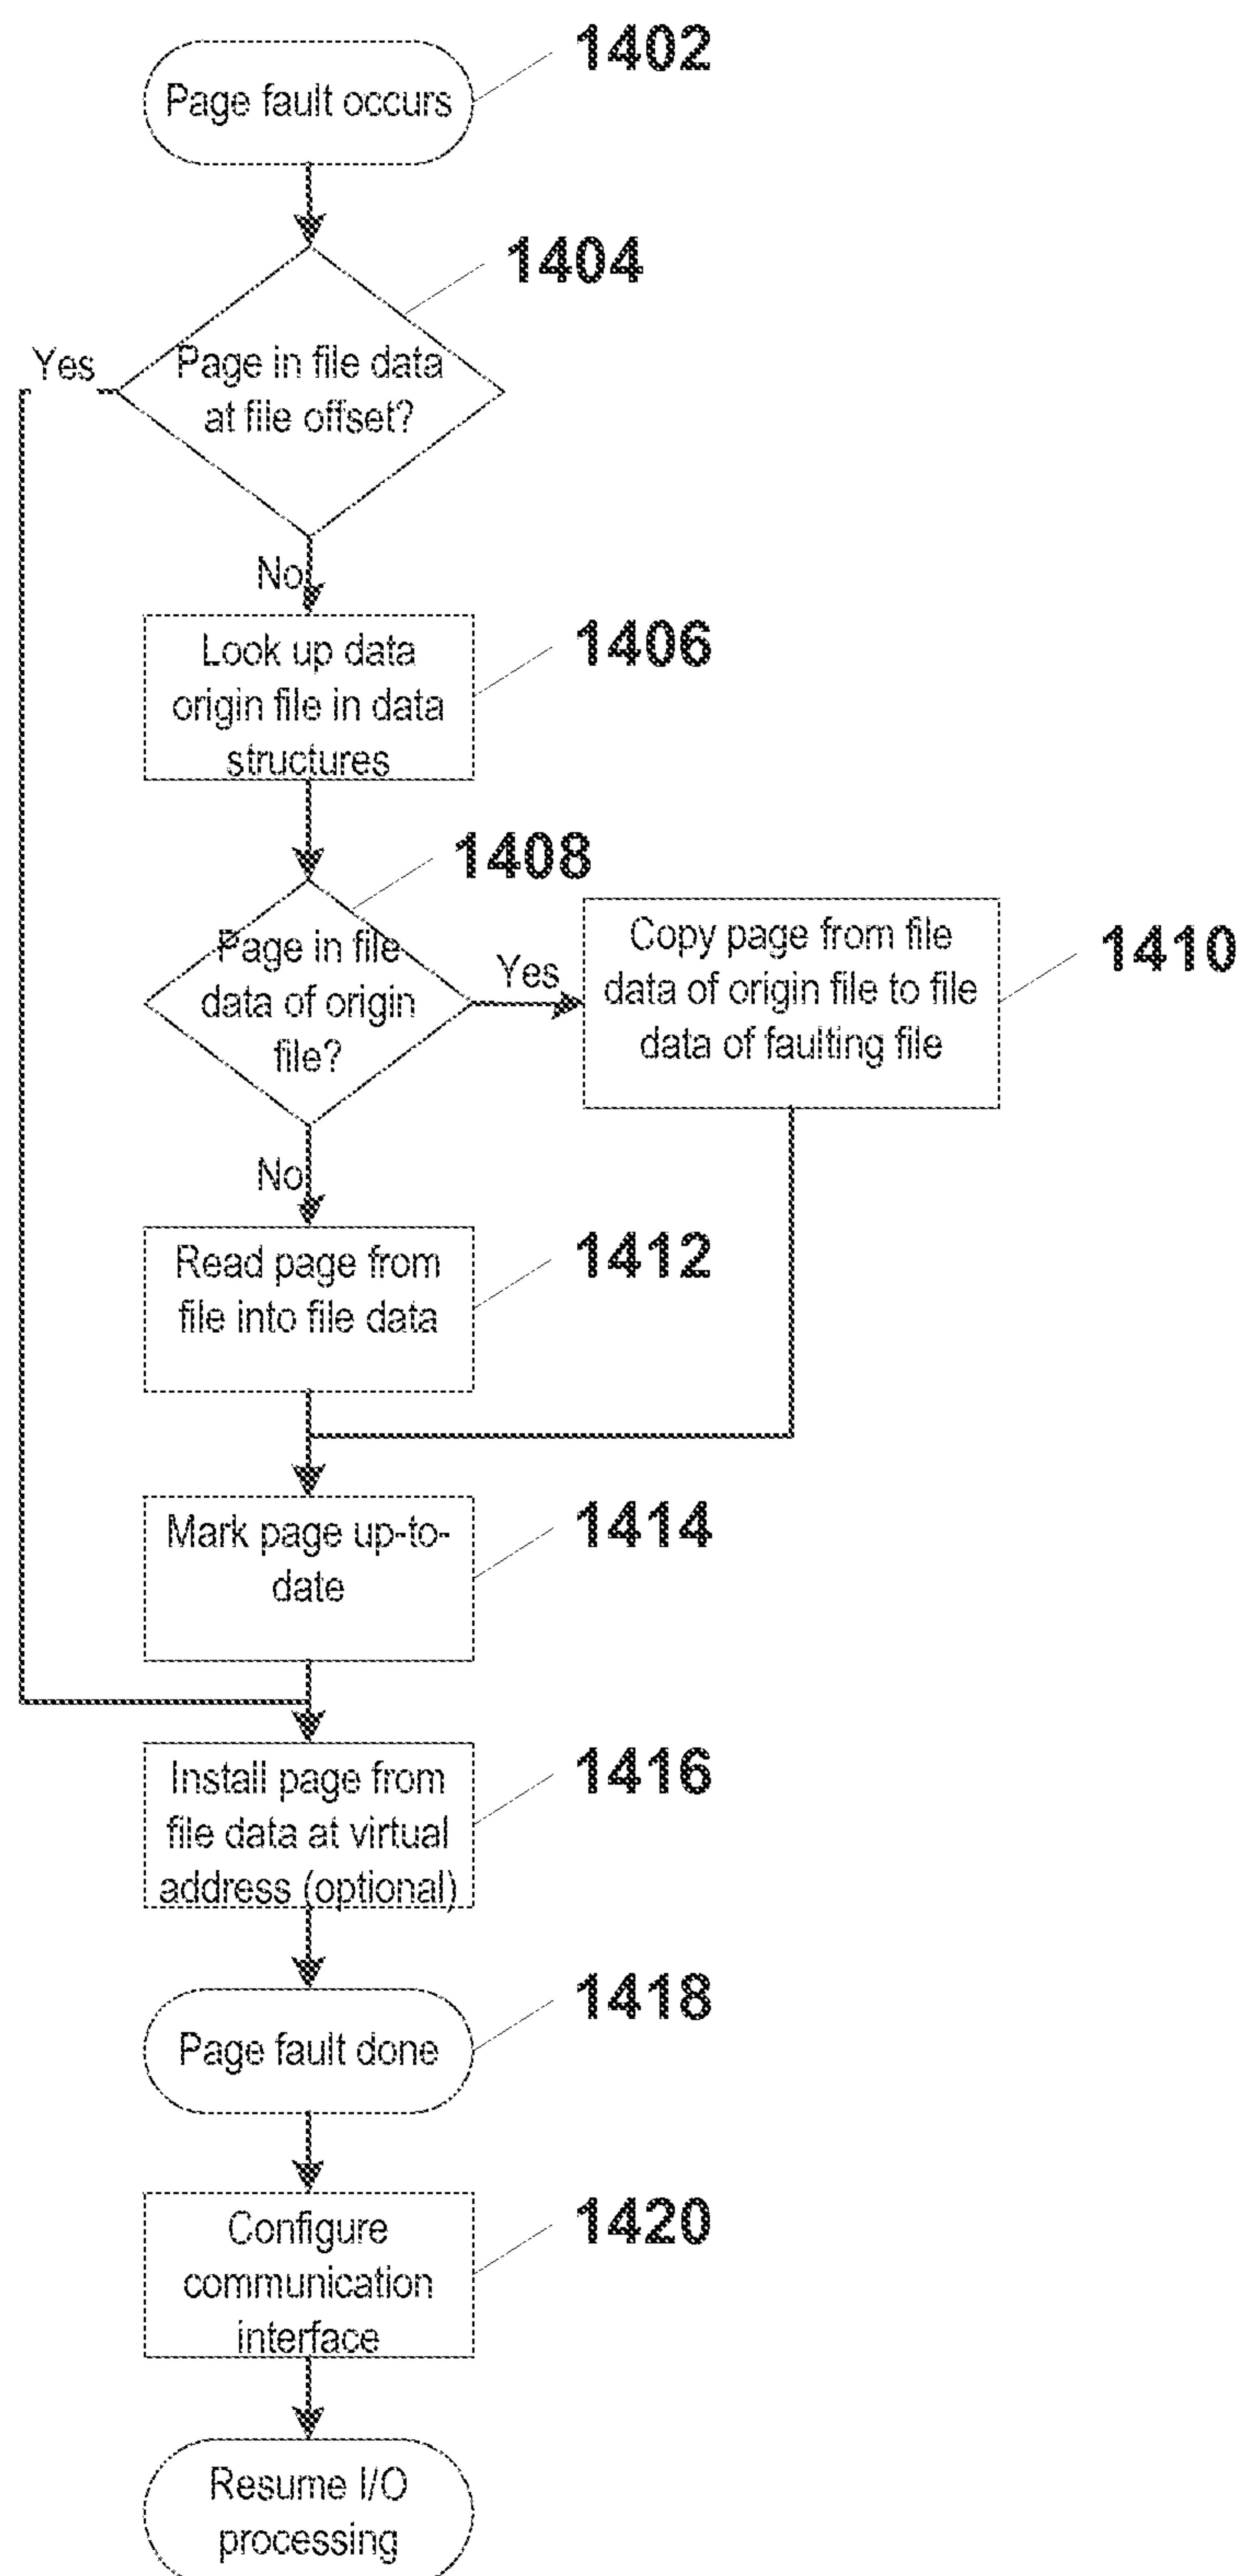 1402
Page fault occurs
1404
Yes
Page in file data
at file offset?
No
1406
Look up data
origin file in data
structures
1408
Page in file
data of origin
file?
Yes
Copy page from file
data of origin file to file
data of faulting file
1410
No
1412
Read page from
file into file data
1414
Mark page up-to-
date
1416
Install page from
file data at virtual
address (optional)
1418
Page fault done
1420
Configure
communication
interface
Resume I/O
processing